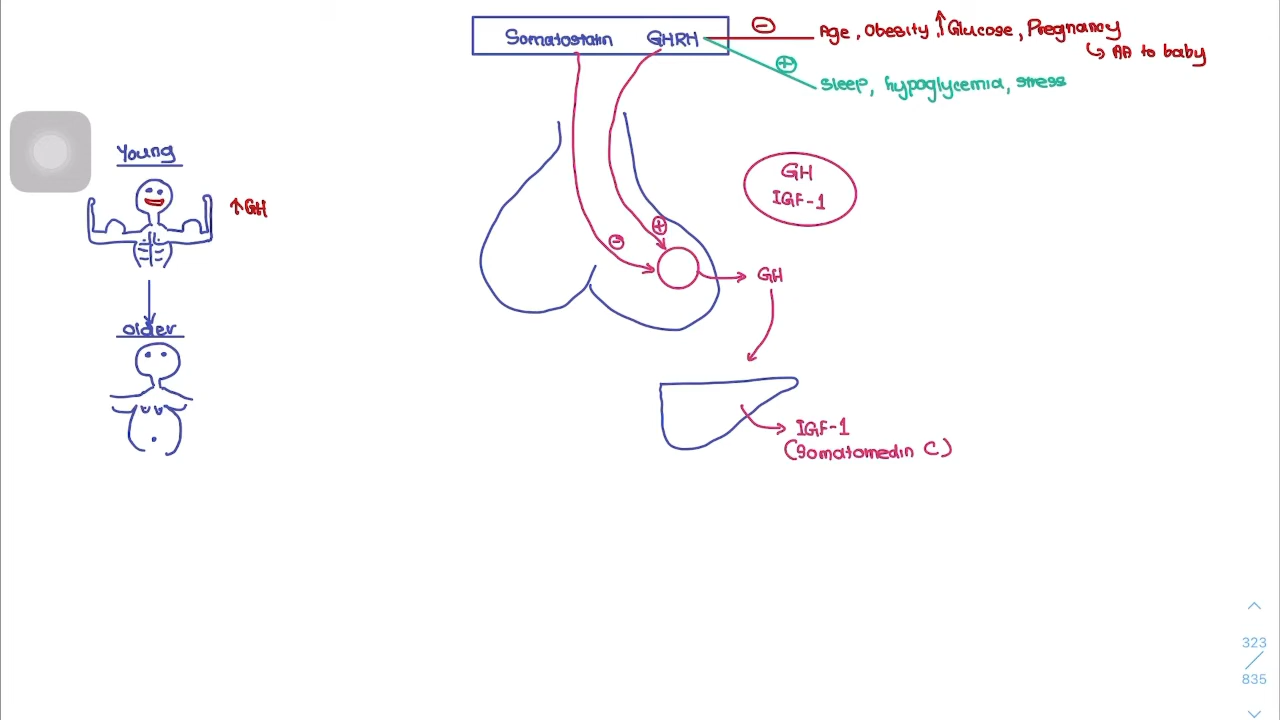 Somatostatin GHRH
⊖ Age, Obesity, ↑Glucose, Pregnancy
↳ AA to baby
⊕ Sleep, hypoglycemia, stress
Young
↑GH
Older
GH
IGF-1
⊖ ⊕
GH
IGF-1
(Somatomedin C)
323
/
835